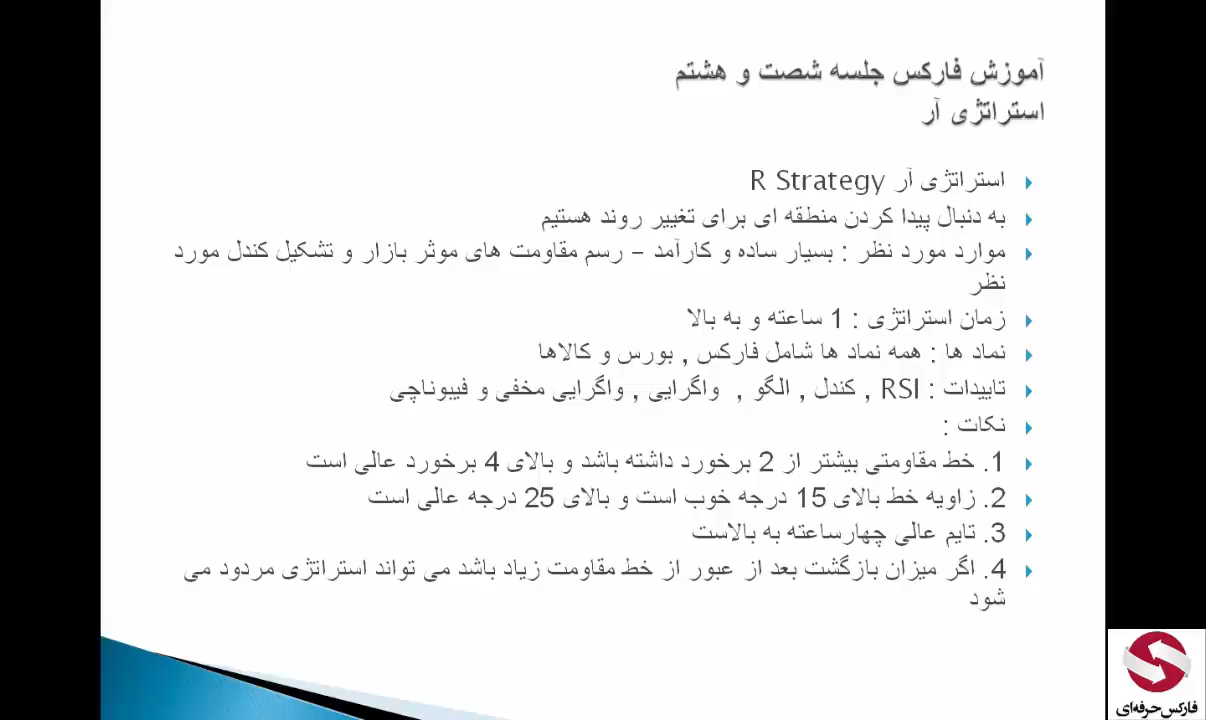 آموزش فارکس جلسه شصت و هشتم
استراتژی آر
استراتژی آر R Strategy
به دنبال پیدا کردن منطقه ای برای تغییر روند هستیم
موارد مورد نظر : بسیار ساده و کارآمد – رسم مقاومت های موثر بازار و تشکیل کندل مورد
نظر
زمان استراتژی : 1 ساعته و به بالا
نماد ها : همه نماد ها شامل فارکس , بورس و کالاها
تاییدات : RSI , کندل , الگو , واگرایی , واگرایی مخفی و فیبوناچی
نکات :
1. خط مقاومتی بیشتر از 2 برخورد داشته باشد و بالای 4 برخورد عالی است
2. زاویه خط بالای 15 درجه خوب است و بالای 25 درجه عالی است
3. تایم عالی چهارساعته به بالاست
4. اگر میزان بازگشت بعد از عبور از خط مقاومت زیاد باشد می تواند استراتژی مردود می
شود
فارکس حرفه‌ای